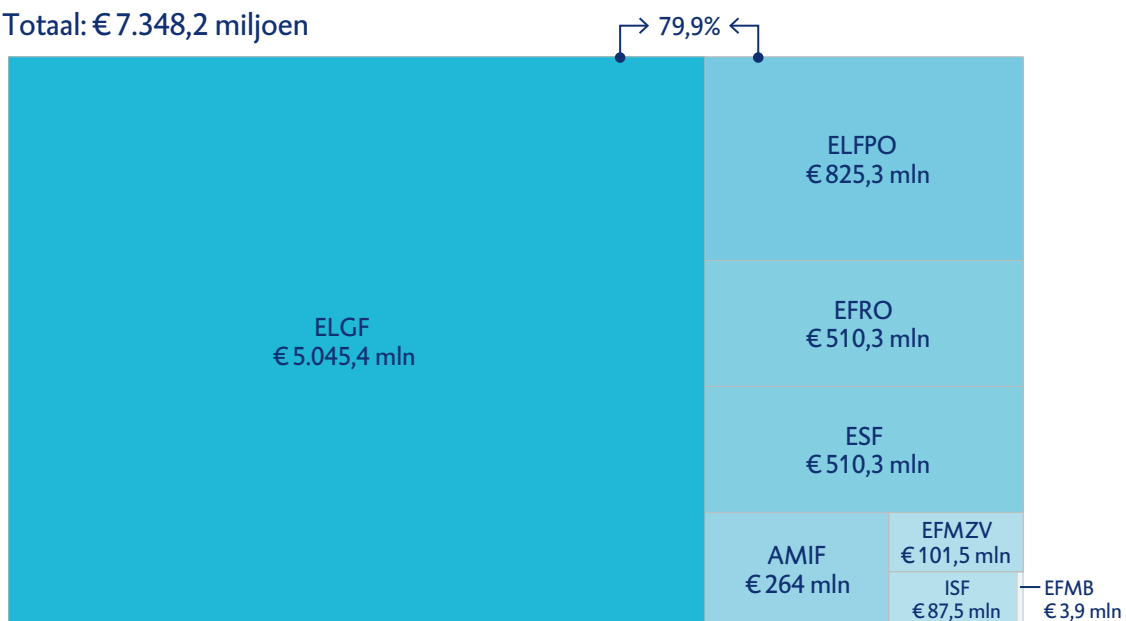 Totaal: € 7.348,2 miljoen
79,9%
ELGF
€ 5.045,4 mln
ELFPO
€ 825,3 mln
EFRO
€ 510,3 mln
ESF
€ 510,3 mln
AMIF
€ 264 mln
EFMZV
€ 101,5 mln
ISF
€ 87,5 mln
EFMB
€ 3,9 mln